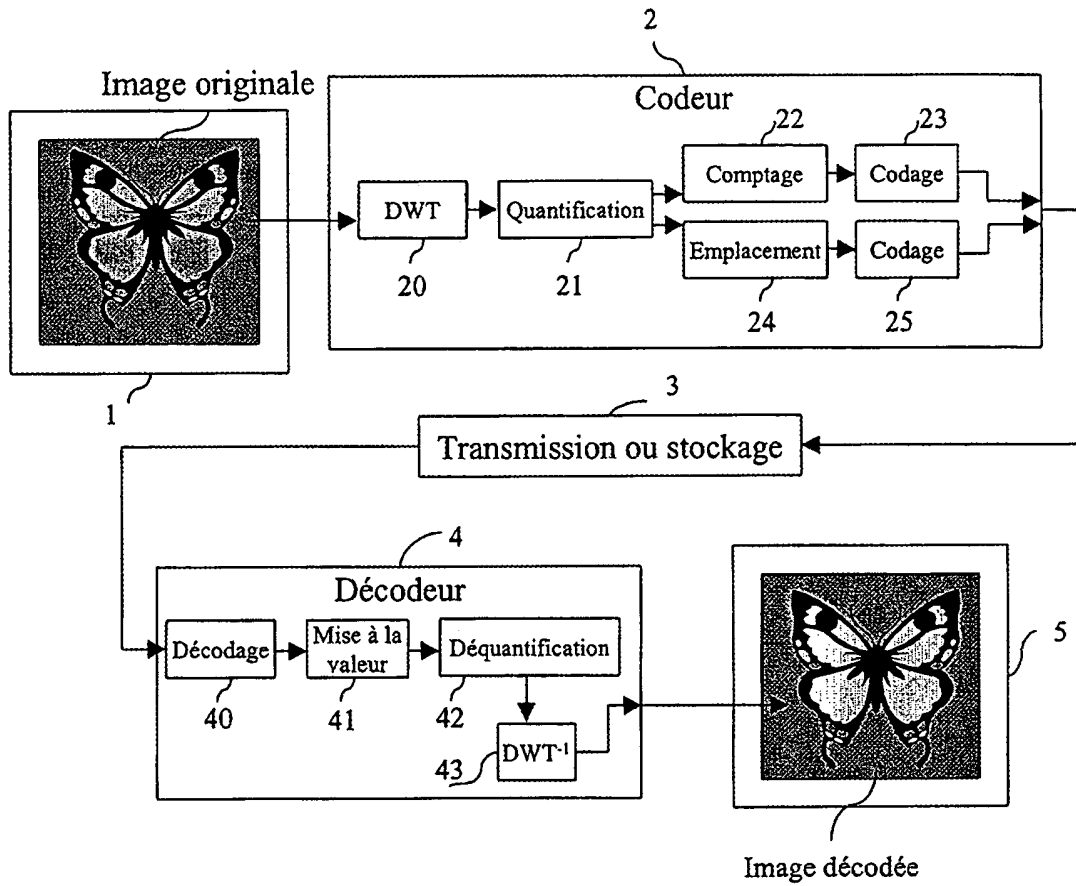 2
Image originale
Codeur
22
23
Comptage
Codage
DWT
Quantification
20
21
Emplacement
Codage
24
25
1
3
Transmission ou stockage
4
Décodeur
Décodage
Mise à la
valeur
Déquantification
40
41
42
43
DWT-1
5
Image décodée